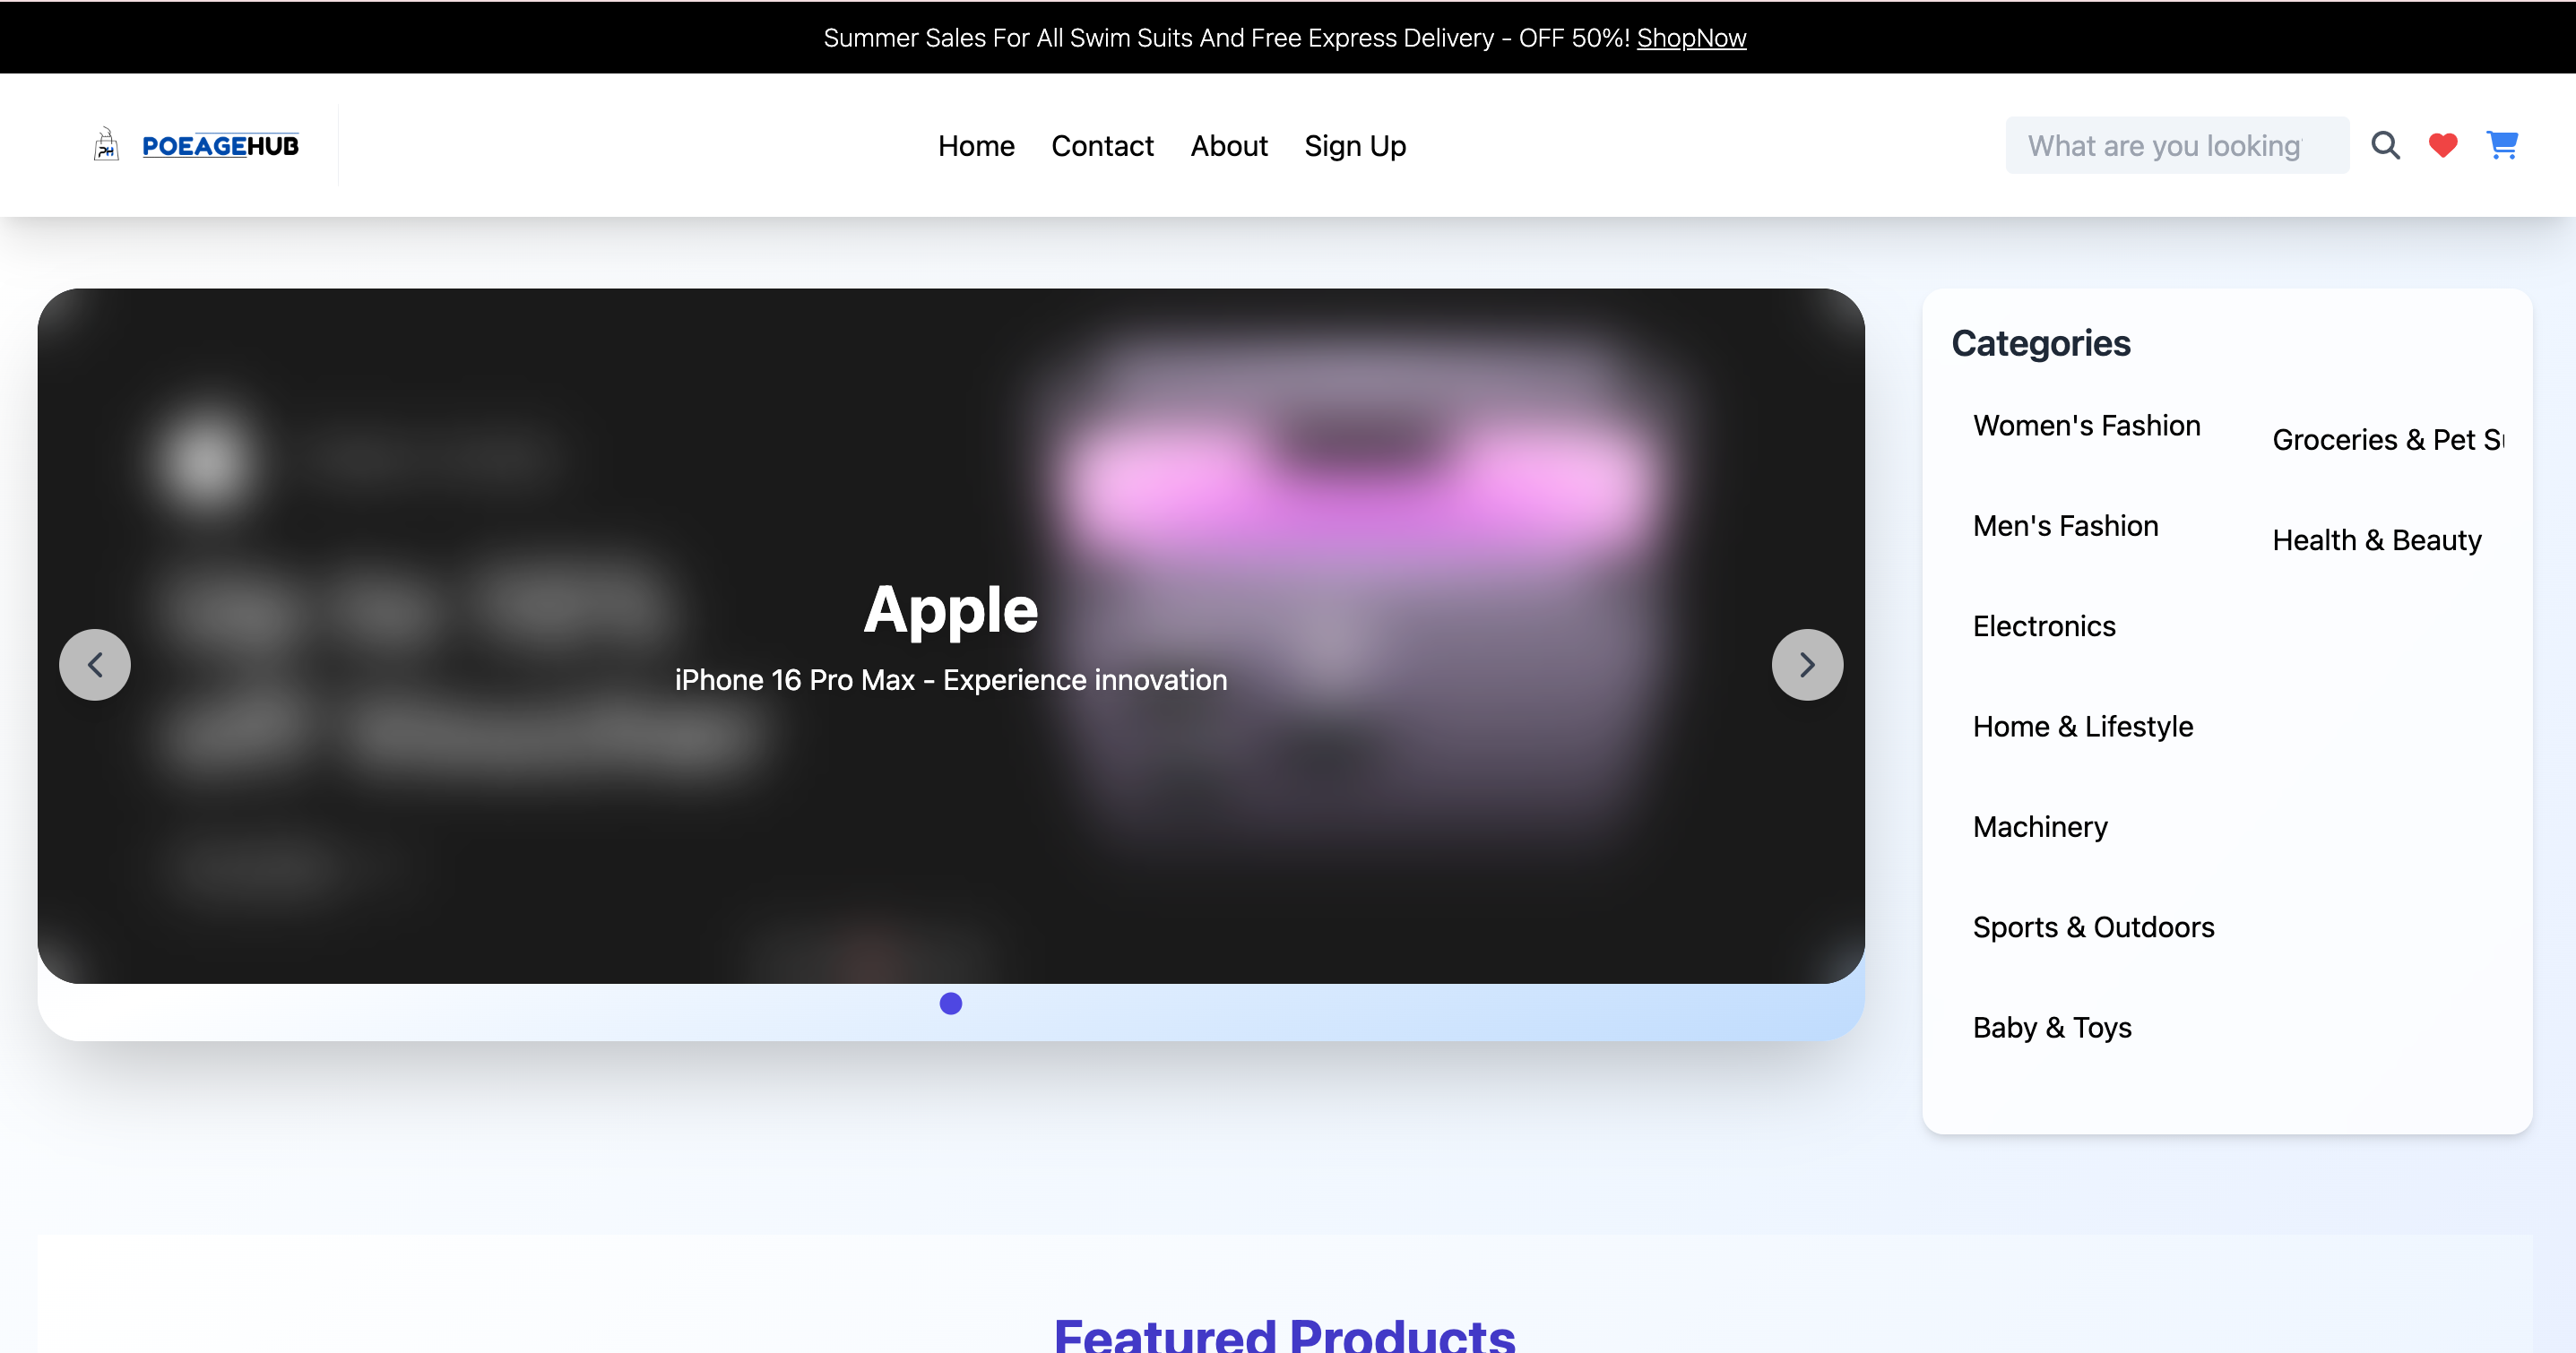 Summer Sales For All Swim Suits And Free Express Delivery - OFF 50%! ShopNow
PH POEAGEHUB
Home Contact About Sign Up
What are you looking
Apple
iPhone 16 Pro Max - Experience innovation
Categories
Women's Fashion
Men's Fashion
Electronics
Home & Lifestyle
Machinery
Sports & Outdoors
Baby & Toys
Groceries & Pet S
Health & Beauty
Featured Products